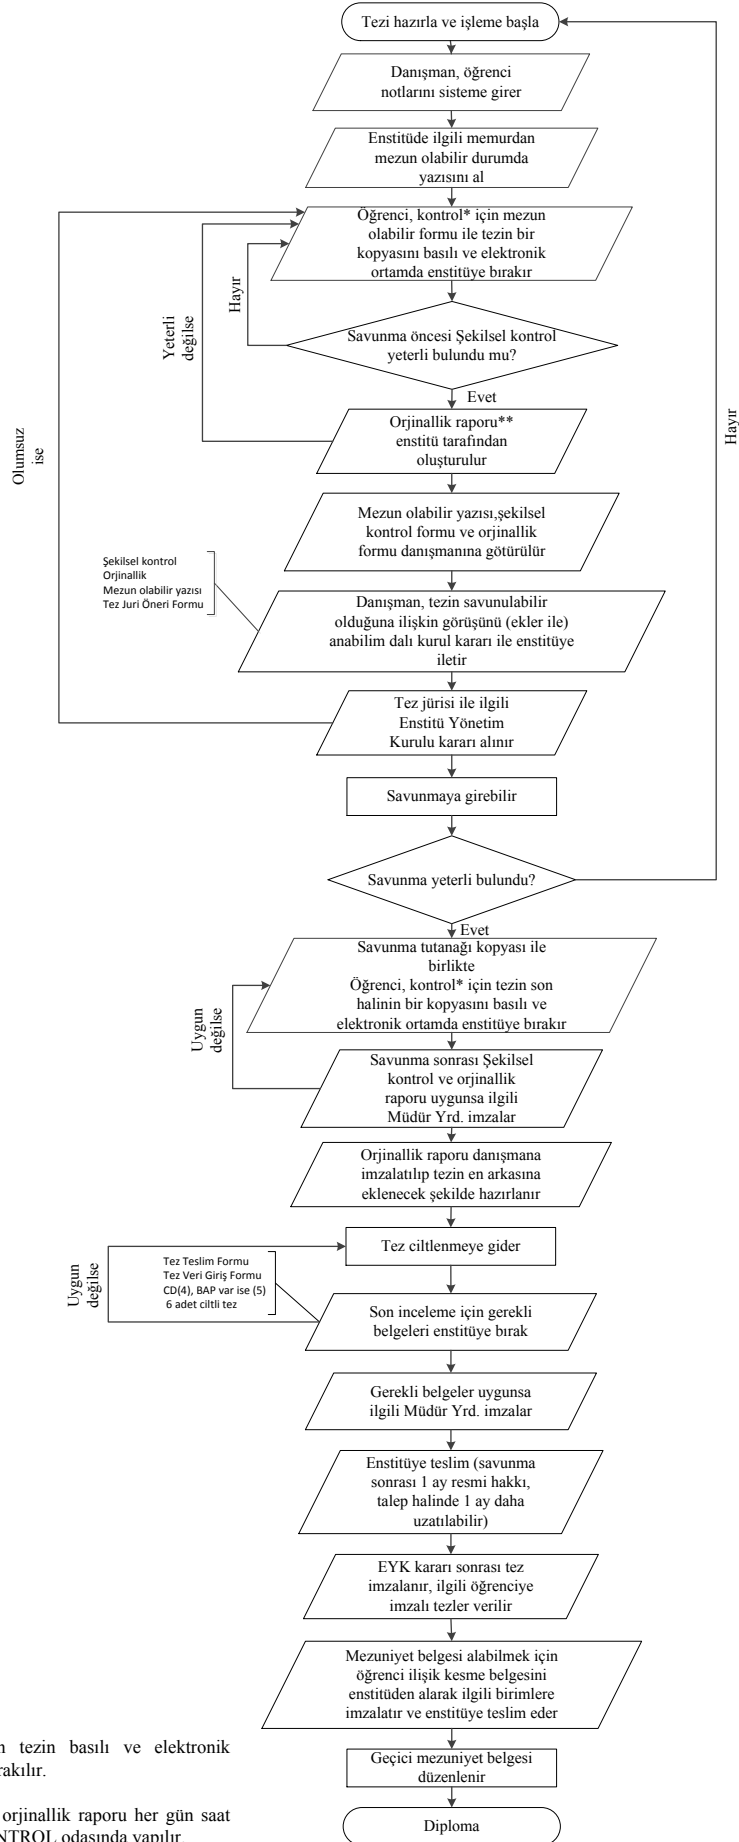 Tezi hazırla ve işleme başla
Danışman, öğrenci
notlarını sisteme girer
Enstitüde ilgili memurdan
mezun olabilir durumda
yazısını al
Öğrenci, kontrol* için mezun
olabilir formu ile tezin bir
kopyasını basılı ve elektronik
ortamda enstitüye bırakır
Hayır
Yeterli
değilse
Savunma öncesi Şekilsel kontrol
yeterli bulundu mu?
Evet
Hayır
Olumsuz
ise
Orjinallik raporu**
enstitü tarafından
oluşturulur
Mezun olabilir yazısı,şekilsel
kontrol formu ve orjinallik
formu danışmanına götürülür
Şekilsel kontrol
Orjinallik
Mezun olabilir yazısı
Tez Juri Öneri Formu
Danışman, tezin savunulabilir
olduğuna ilişkin görüşünü (ekler ile)
anabilim dalı kurul kararı ile enstitüye
iletir
Tez jürisi ile ilgili
Enstitü Yönetim
Kurulu kararı alınır
Savunmaya girebilir
Savunma yeterli bulundu?
Evet
Savunma tutanağı kopyası ile
birlikte
Öğrenci, kontrol* için tezin son
halinin bir kopyasını basılı ve
elektronik ortamda enstitüye bırakır
Uygun
değilse
Savunma sonrası Şekilsel
kontrol ve orjinallik
raporu uygunsa ilgili
Müdür Yrd. imzalar
Orjinallik raporu danışmana
imzalatılıp tezin en arkasına
eklenecek şekilde hazırlanır
Tez ciltlenmeye gider
Uygun
değilse
Tez Teslim Formu
Tez Veri Giriş Formu
CD(4), BAP var ise (5)
6 adet ciltli tez
Son inceleme için gerekli
belgeleri enstitüye bırak
Gerekli belgeler uygunsa
ilgili Müdür Yrd. imzalar
Enstitüye teslim (savunma
sonrası 1 ay resmi hakkı,
talep halinde 1 ay daha
uzatılabilir)
EYK kararı sonrası tez
imzalanır, ilgili öğrenciye
imzalı tezler verilir
Mezuniyet belgesi alabilmek için
öğrenci ilişik kesme belgesini
enstitüden alarak ilgili birimlere
imzalatır ve enstitüye teslim eder
tezin basılı ve elektronik
Geçici mezuniyet belgesi
düzenlenir
orjinallik raporu her gün saat
odasında yapılır.
Diploma